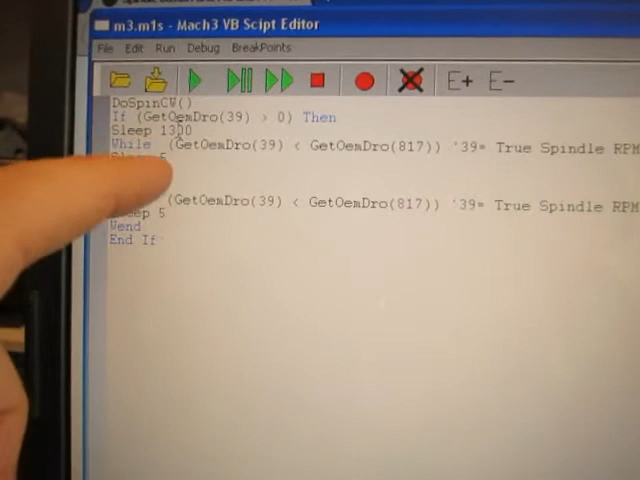 m3.m1s - Mach3 VB Scipt Editor
File Edit Run Debug BreakPoints
E+ E-
DoSpinCW()
If (GetOemDro(39) > 0) Then
Sleep 1300
While (GetOemDro(39) < GetOemDro(817)) '39= True Spindle RPM
5
(GetOemDro(39) < GetOemDro(817)) '39= True Spindle RPM
Sleep 5
Wend
End If